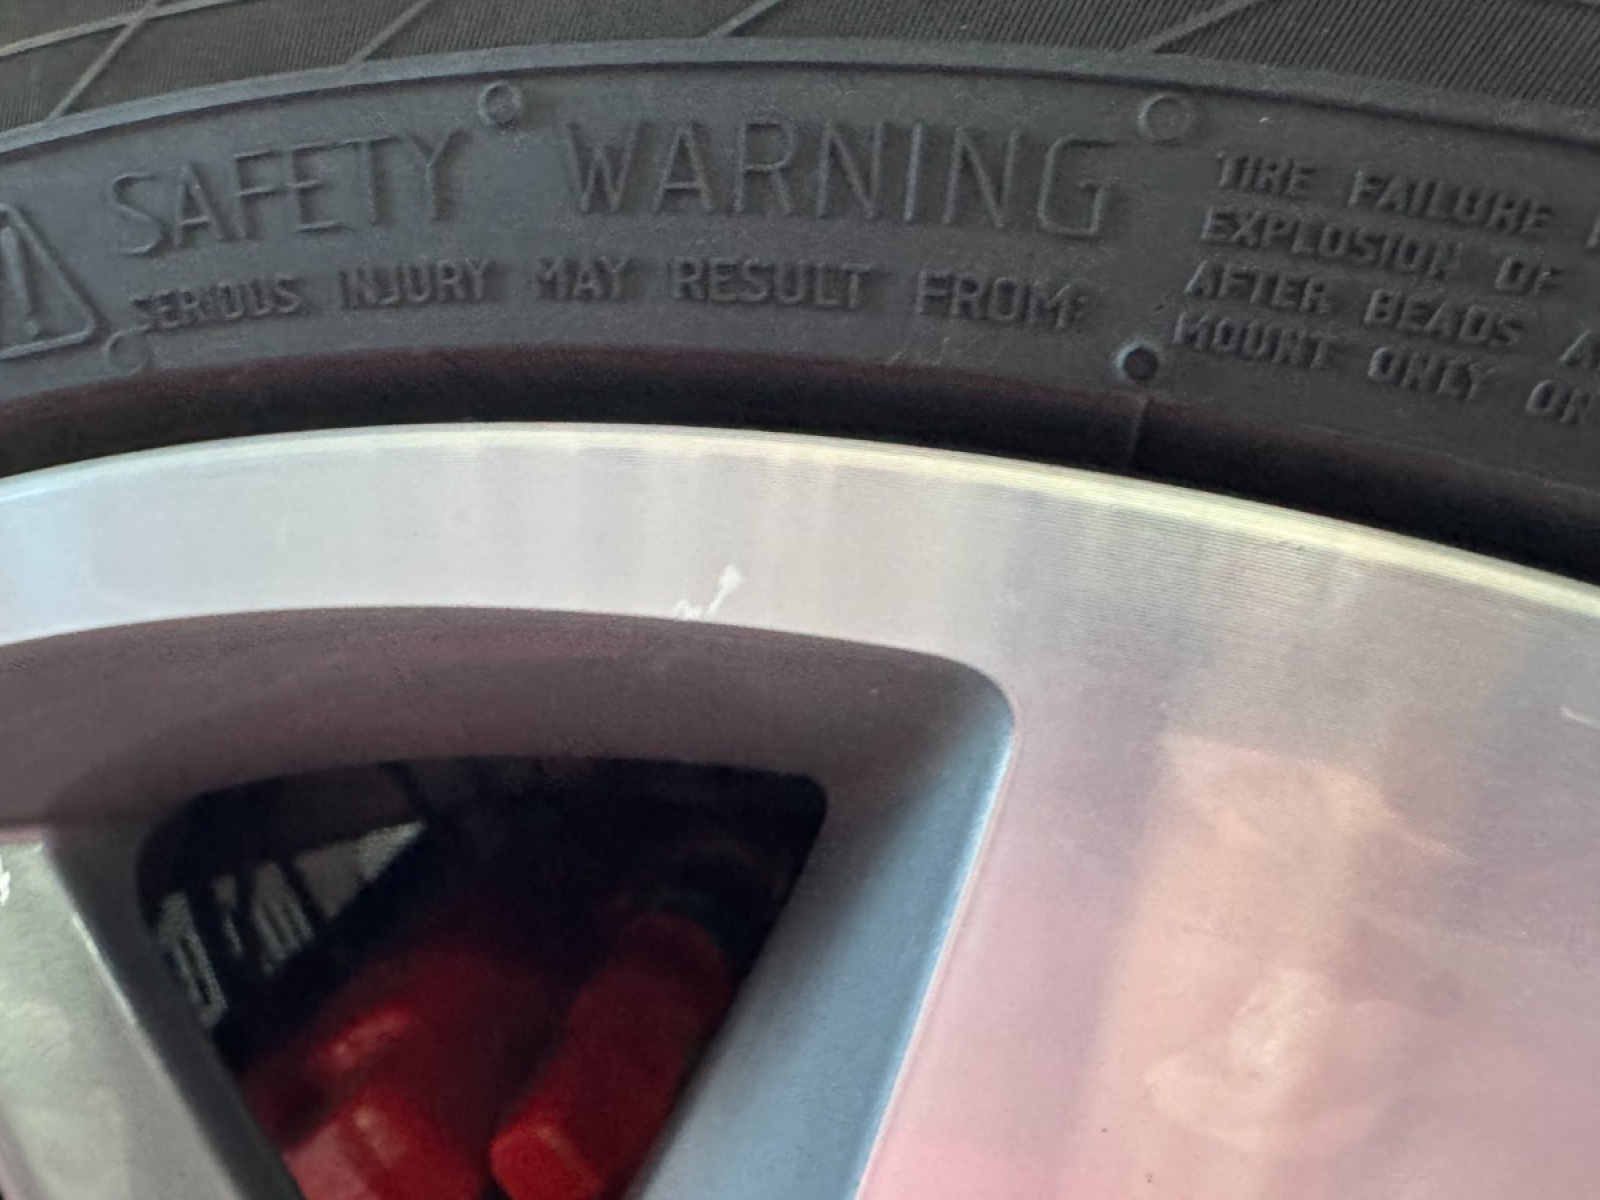 SAFETY WARNING
SERIOUS INJURY MAY RESULT FROM:
TIRE FAILURE
EXPLOSION OF
AFTER BEADS
MOUNT ONLY